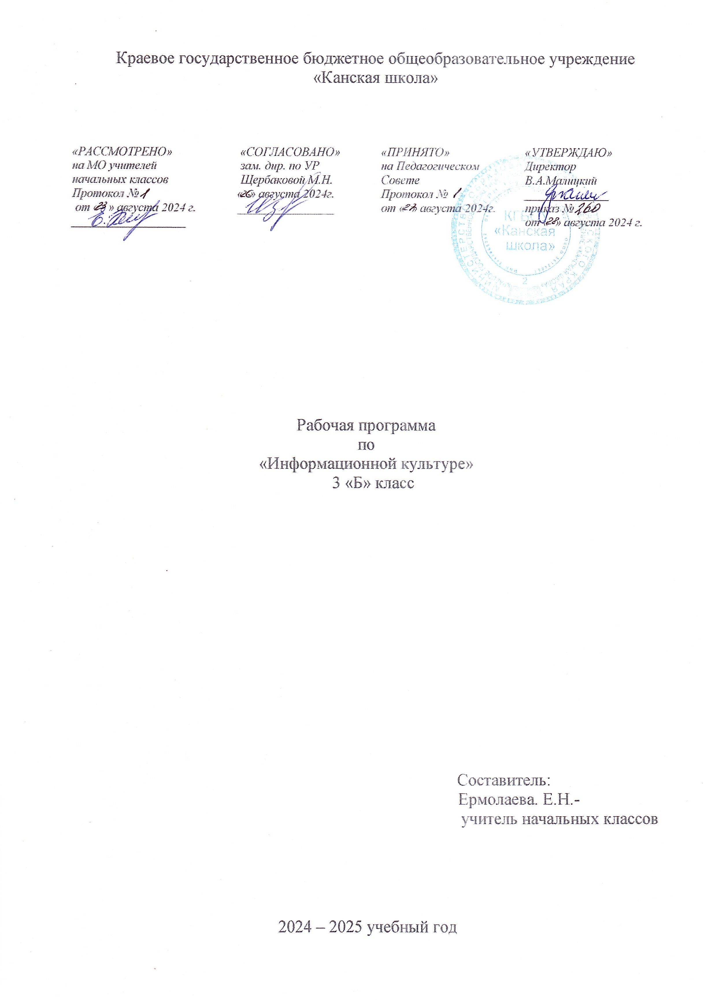 Краевое государственное бюджетное общеобразовательное учреждение
«Канская школа»
«РАССМОТРЕНО»
на МО учителей
начальных классов
Протокол № 1
от «23» августа 2024 г.
«СОГЛАСОВАНО»
зам. дир. по УР
Щербаковой М.Н.
«26» августа 2024г.
«ПРИНЯТО»
на Педагогическом
Совете
Протокол № 1
от «27» августа 2024г.
«УТВЕРЖДАЮ»
Директор
В.А.Малицкий
приказ № 260
от «28» августа 2024 г.
«Канская
школа»
2
Рабочая программа
по
«Информационной культуре»
3 «Б» класс
Составитель:
Ермолаева. Е.Н.-
учитель начальных классов
2024 – 2025 учебный год